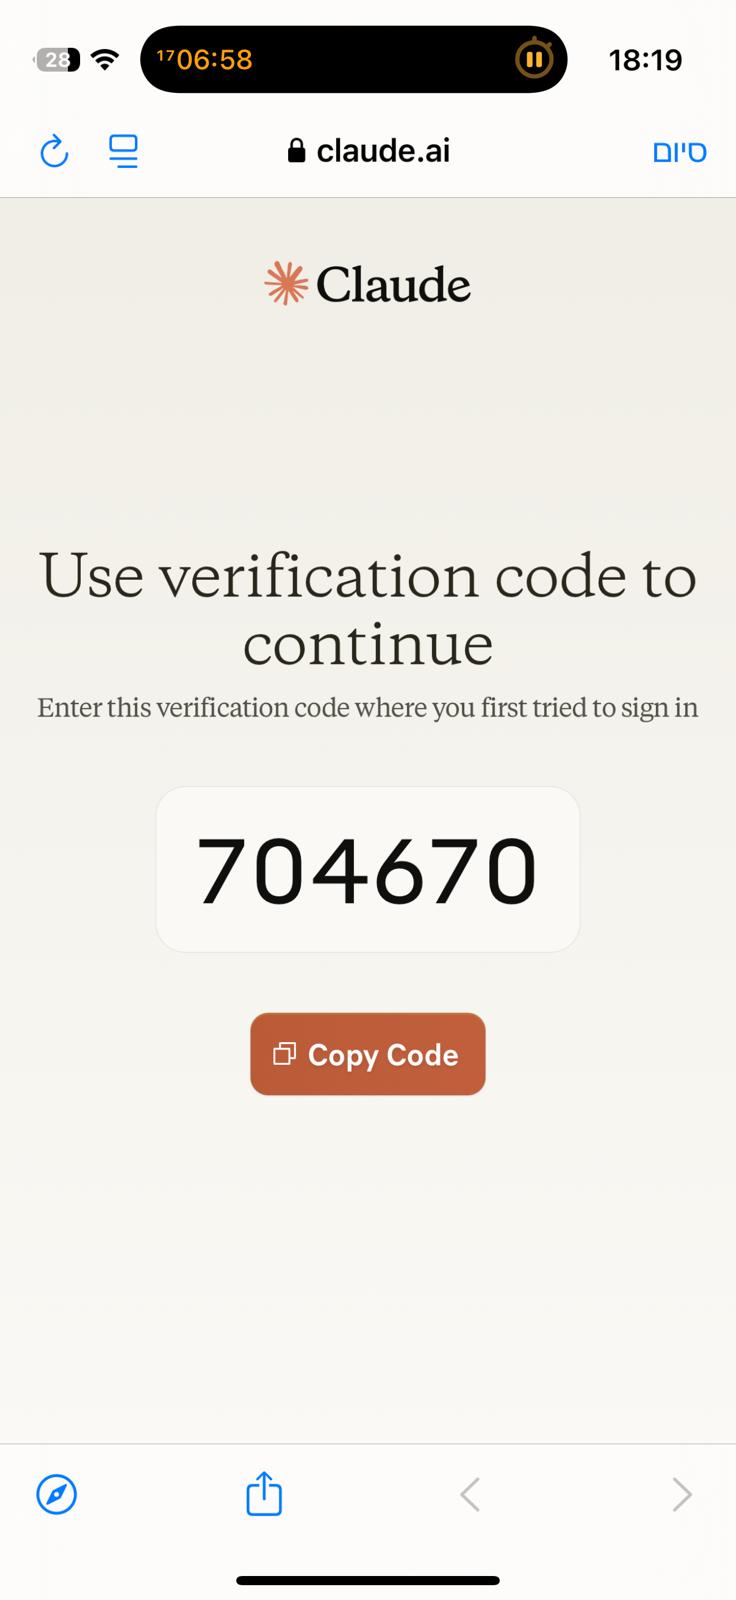 28
¹⁷06:58
18:19
claude.ai
סיום
Claude
Use verification code to
continue
Enter this verification code where you first tried to sign in
704670
Copy Code